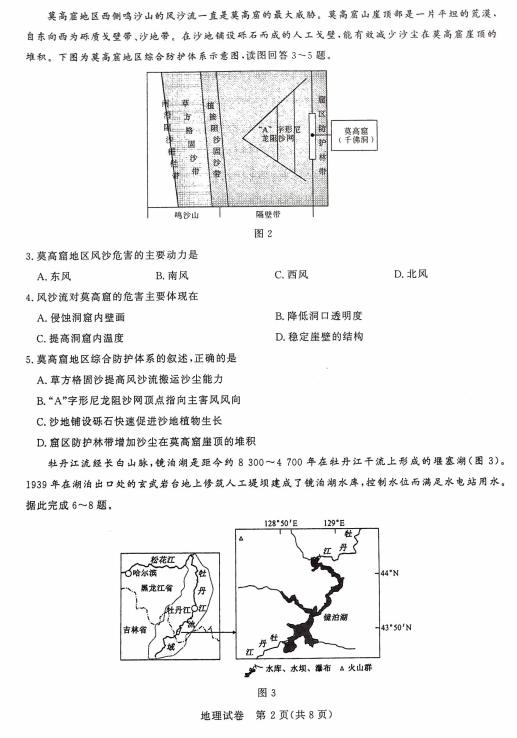 莫高窟地区西侧鸣沙山的风沙流一直是莫高窟的最大威胁。莫高窟山崖顶部是一片平坦的荒漠，
自东向西为砾质戈壁带、沙地带。在沙地铺设砾石而成的人工戈壁，能有效减少沙尘在莫高窟崖顶的
堆积。下图为莫高窟地区综合防护体系示意图，读图回答3～5题。
草方格固沙带
植物阻沙固沙带
“A”字形尼
龙阻沙网
窟区防护林带
莫高窟
（千佛洞）
鸣沙山
隔壁带
图2
3.莫高窟地区风沙危害的主要动力是
A.东风 B.南风 C.西风 D.北风
4.风沙流对莫高窟的危害主要体现在
A.侵蚀洞窟内壁画 B.降低洞口透明度
C.提高洞窟内温度 D.稳定崖壁的结构
5.莫高窟地区综合防护体系的叙述，正确的是
A.草方格固沙提高风沙流搬运沙尘能力
B.“A”字形尼龙阻沙网顶点指向主害风风向
C.沙地铺设砾石快速促进沙地植物生长
D.窟区防护林带增加沙尘在莫高窟崖顶的堆积
牡丹江流经长白山脉，镜泊湖是距今约8 300～4 700年在牡丹江干流上形成的堰塞湖（图3）。
1939年在湖泊出口处的玄武岩台地上修筑人工堤坝建成了镜泊湖水库，控制水位而满足水电站用水。
据此完成6～8题。
128°50′E 129°E
松花江
哈尔滨
黑龙江省
牡丹江
吉林省
牡丹江流域
牡丹江
44°N
镜泊湖
43°50′N
牡丹江
水库、水坝、瀑布 火山群
图3
地理试卷 第2页（共8页）